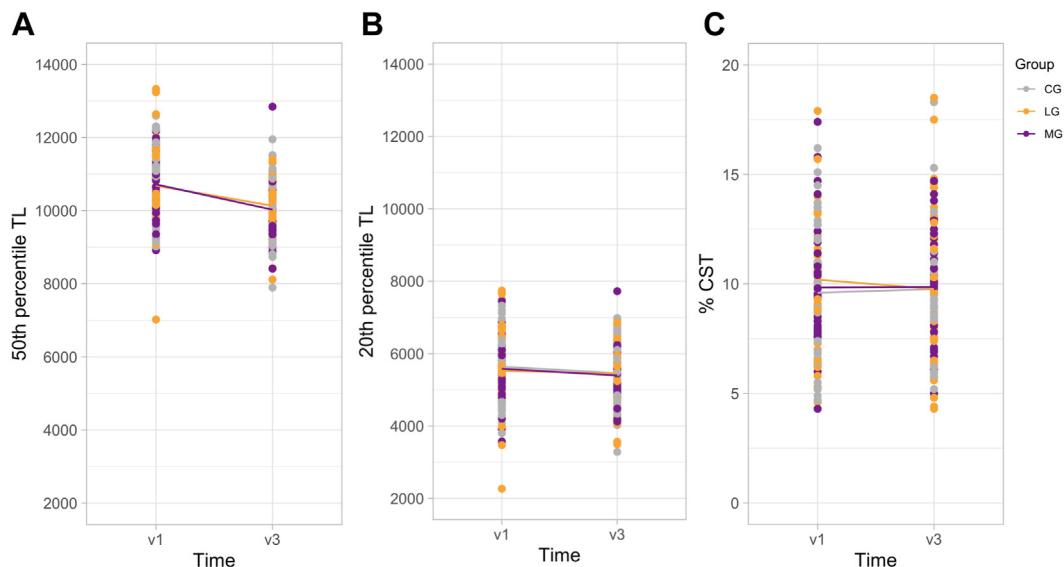 A
50th percentile TL
14000
12000
10000
8000
6000
4000
2000
v1
v3
Time
B
20th percentile TL
14000
12000
10000
8000
6000
4000
2000
v1
v3
Time
C
% CST
20
15
10
5
0
v1
v3
Time
Group
CG
LG
MG